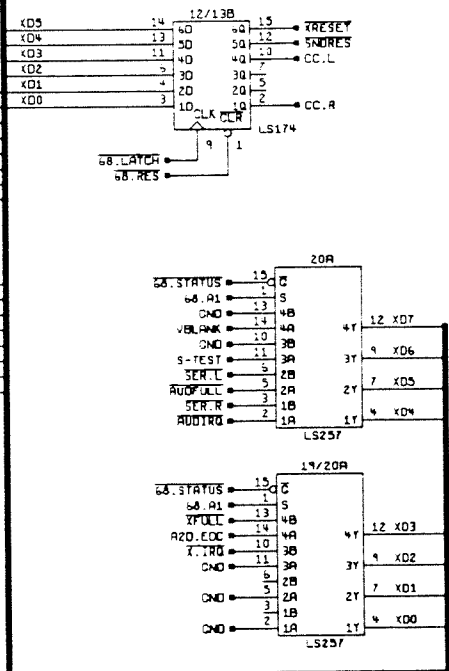 12/13B
XD5 14 6D 6Q 15 XRESET
XD4 13 5D 5Q 12 SNDRES
XD3 11 4D 4Q 10 CC.L
XD2 6 3D 3Q 7
XD1 4 2D 2Q 5
XD0 3 1D 1Q 2 CC.R
CLK CLR
LS174
9 1
68.LATCH
68.RES
20A
68.STATUS 15 G
68.A1 1 S
GND 13 4B
VBLANK 14 4A 4Y 12 XD7
GND 10 3B
S-TEST 11 3A 3Y 9 XD6
SER.L 6 2B
AUDFULL 5 2A 2Y 7 XD5
SER.R 3 1B
AUDIRQ 2 1A 1Y 4 XD4
LS257
19/20A
68.STATUS 15 G
68.A1 1 S
XFULL 13 4B
A2D.EOC 14 4A 4Y 12 XD3
X.IRQ 10 3B
GND 11 3A 3Y 9 XD2
6 2B
GND 5 2A 2Y 7 XD1
3 1B
GND 2 1A 1Y 4 XD0
LS257